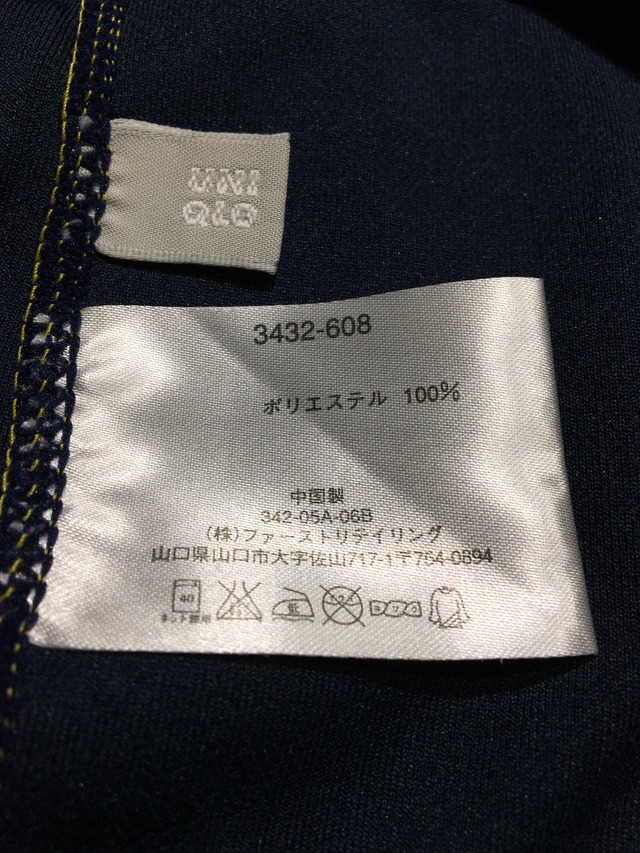 UNI
QLO
3432-608
ポリエステル 100%
中国製
342-05A-06B
(株)ファーストリテイリング
山口県山口市大字佐山717-1〒754-0894
40
ネット使用
低